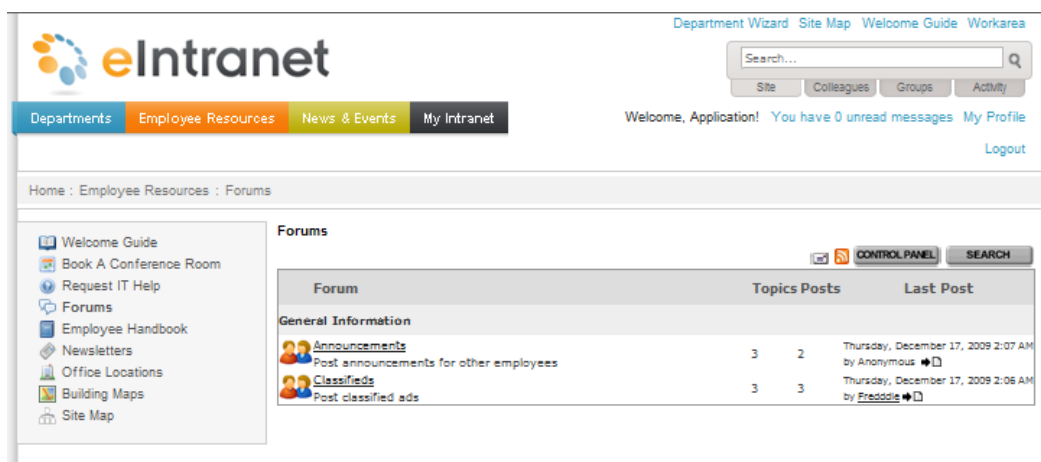 Department Wizard Site Map Welcome Guide Workarea
eIntranet
Search...
Site Colleagues Groups Activity
Departments Employee Resources News & Events My Intranet
Welcome, Application! You have 0 unread messages My Profile
Logout
Home : Employee Resources : Forums
Welcome Guide
Book A Conference Room
Request IT Help
Forums
Employee Handbook
Newsletters
Office Locations
Building Maps
Site Map
Forums
CONTROL PANEL SEARCH
Forum Topics Posts Last Post
General Information
Announcements
Post announcements for other employees
3 2
Thursday, December 17, 2009 2:07 AM
by Anonymous
Classifieds
Post classified ads
3 3
Thursday, December 17, 2009 2:06 AM
by Fredddie